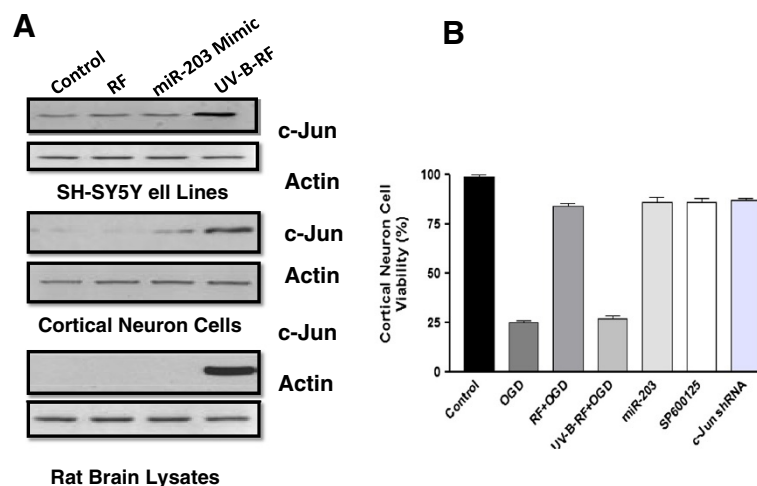 A
Control
RF
miR-203 Mimic
UV-B-RF
c-Jun
Actin
SH-SY5Y ell Lines
c-Jun
Actin
Cortical Neuron Cells
c-Jun
Actin
Rat Brain Lysates
B
Cortical Neuron Cell
Viability (%)
100
75
50
25
0
Control
OGD
RF+OGD
UV-B-RF+OGD
miR-203
SP600125
c-Jun shRNA